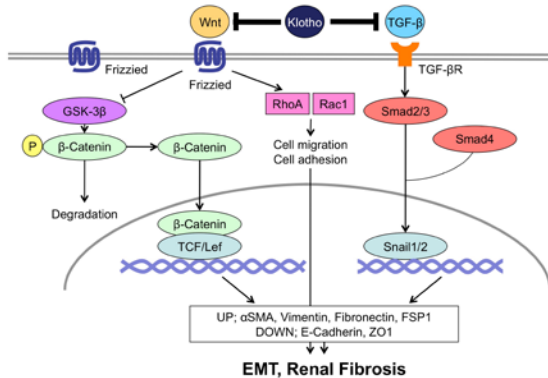 Wnt
Klotho
TGF-β
Frizzied
Frizzied
TGF-βR
GSK-3β
RhoA
Rac1
Smad2/3
P
β-Catenin
β-Catenin
Cell migration
Cell adhesion
Smad4
Degradation
β-Catenin
TCF/Lef
Snail1/2
UP; αSMA, Vimentin, Fibronectin, FSP1
DOWN; E-Cadherin, ZO1
EMT, Renal Fibrosis